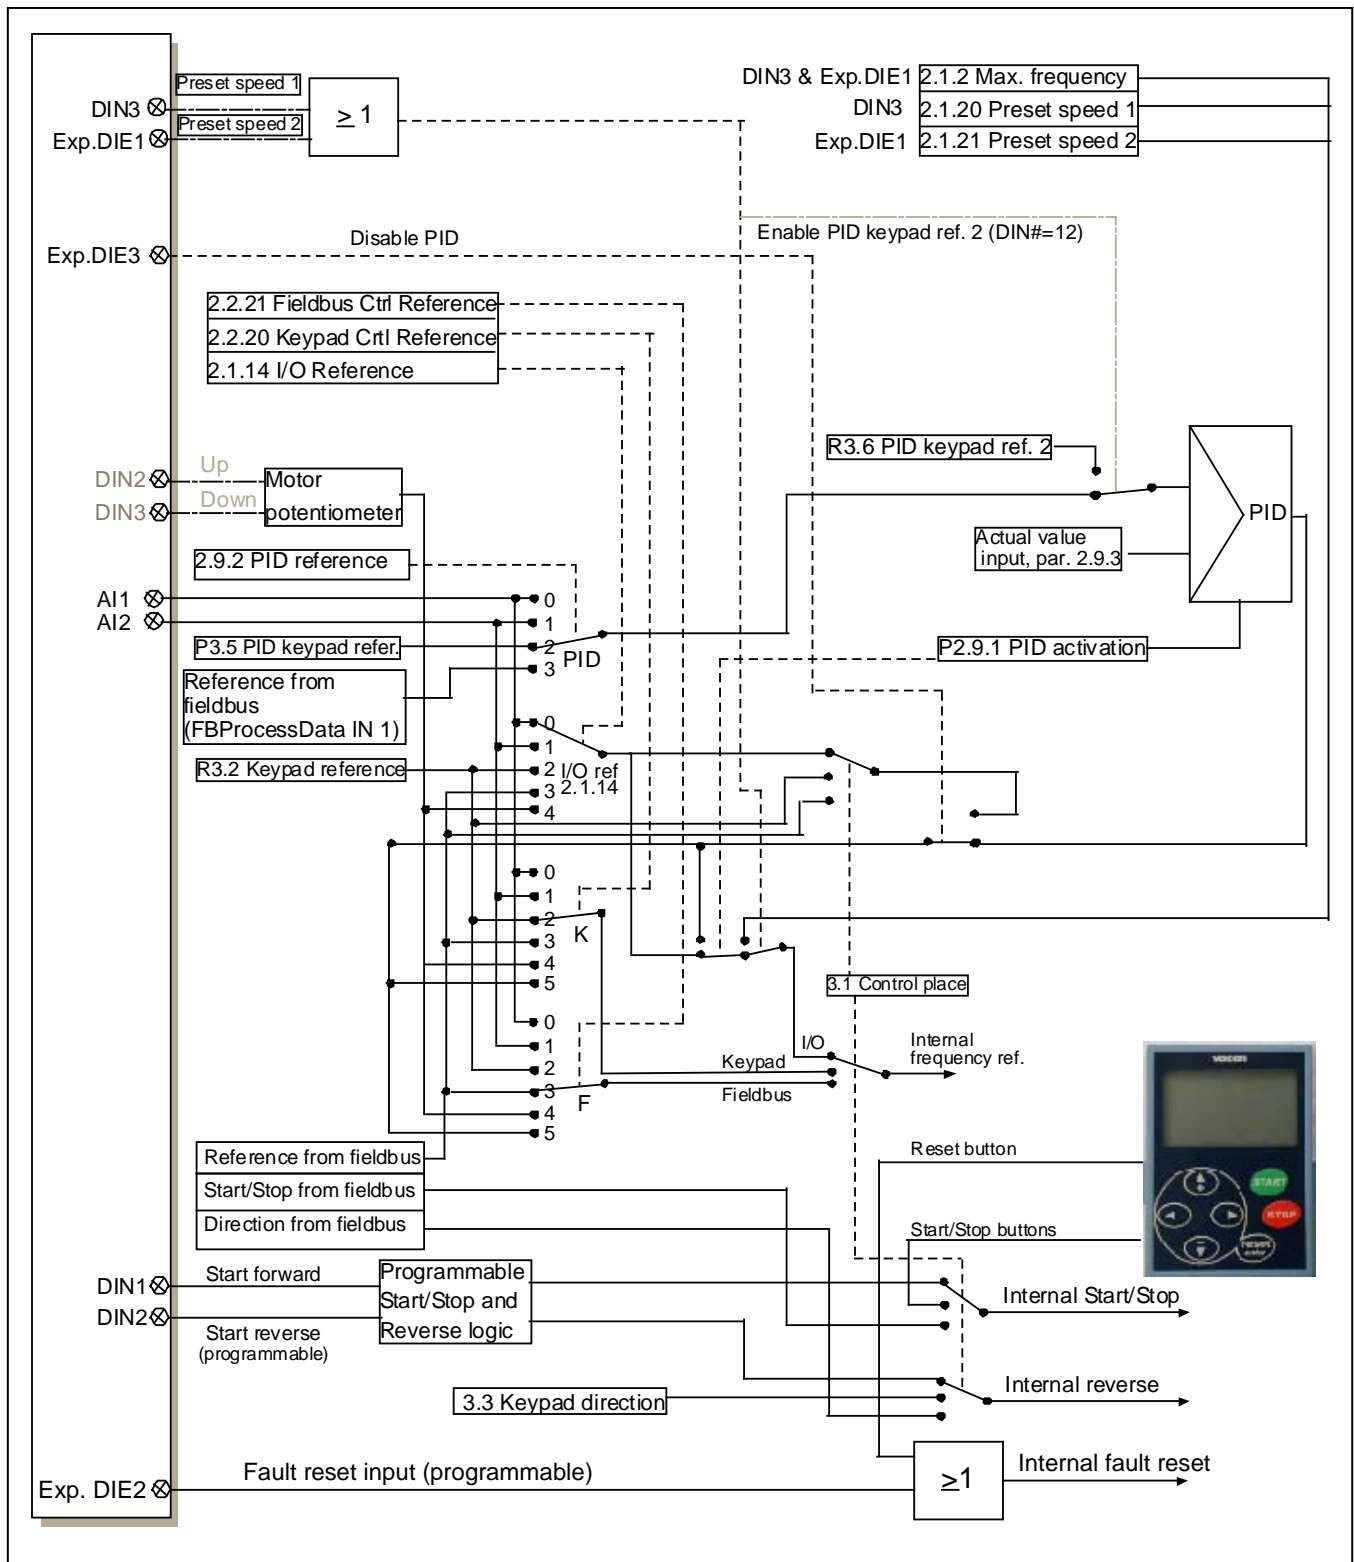 Preset speed 1
DIN3
≥ 1
Preset speed 2
Exp.DIE1
DIN3 & Exp.DIE1 2.1.2 Max. frequency
DIN3 2.1.20 Preset speed 1
Exp.DIE1 2.1.21 Preset speed 2
Enable PID keypad ref. 2 (DIN#=12)
Disable PID
Exp.DIE3
2.2.21 Fieldbus Ctrl Reference
2.2.20 Keypad Crtl Reference
2.1.14 I/O Reference
R3.6 PID keypad ref. 2
Up
DIN2
Down
DIN3
Motor
potentiometer
PID
Actual value
input, par. 2.9.3
2.9.2 PID reference
AI1
AI2
0
1
2
3
PID
P3.5 PID keypad refer.
P2.9.1 PID activation
Reference from
fieldbus
(FBProcessData IN 1)
R3.2 Keypad reference
0
1
2
3
4
I/O ref
2.1.14
0
1
2
3
4
5
K
3.1 Control place
0
1
2
3
4
5
F
I/O
Keypad
Fieldbus
Internal
frequency ref.
VACON
START
STOP
reset
enter
Reference from fieldbus
Start/Stop from fieldbus
Direction from fieldbus
Reset button
Start/Stop buttons
DIN1
Start forward
DIN2
Start reverse
(programmable)
Programmable
Start/Stop and
Reverse logic
Internal Start/Stop
3.3 Keypad direction
Internal reverse
Exp. DIE2
Fault reset input (programmable)
≥1
Internal fault reset